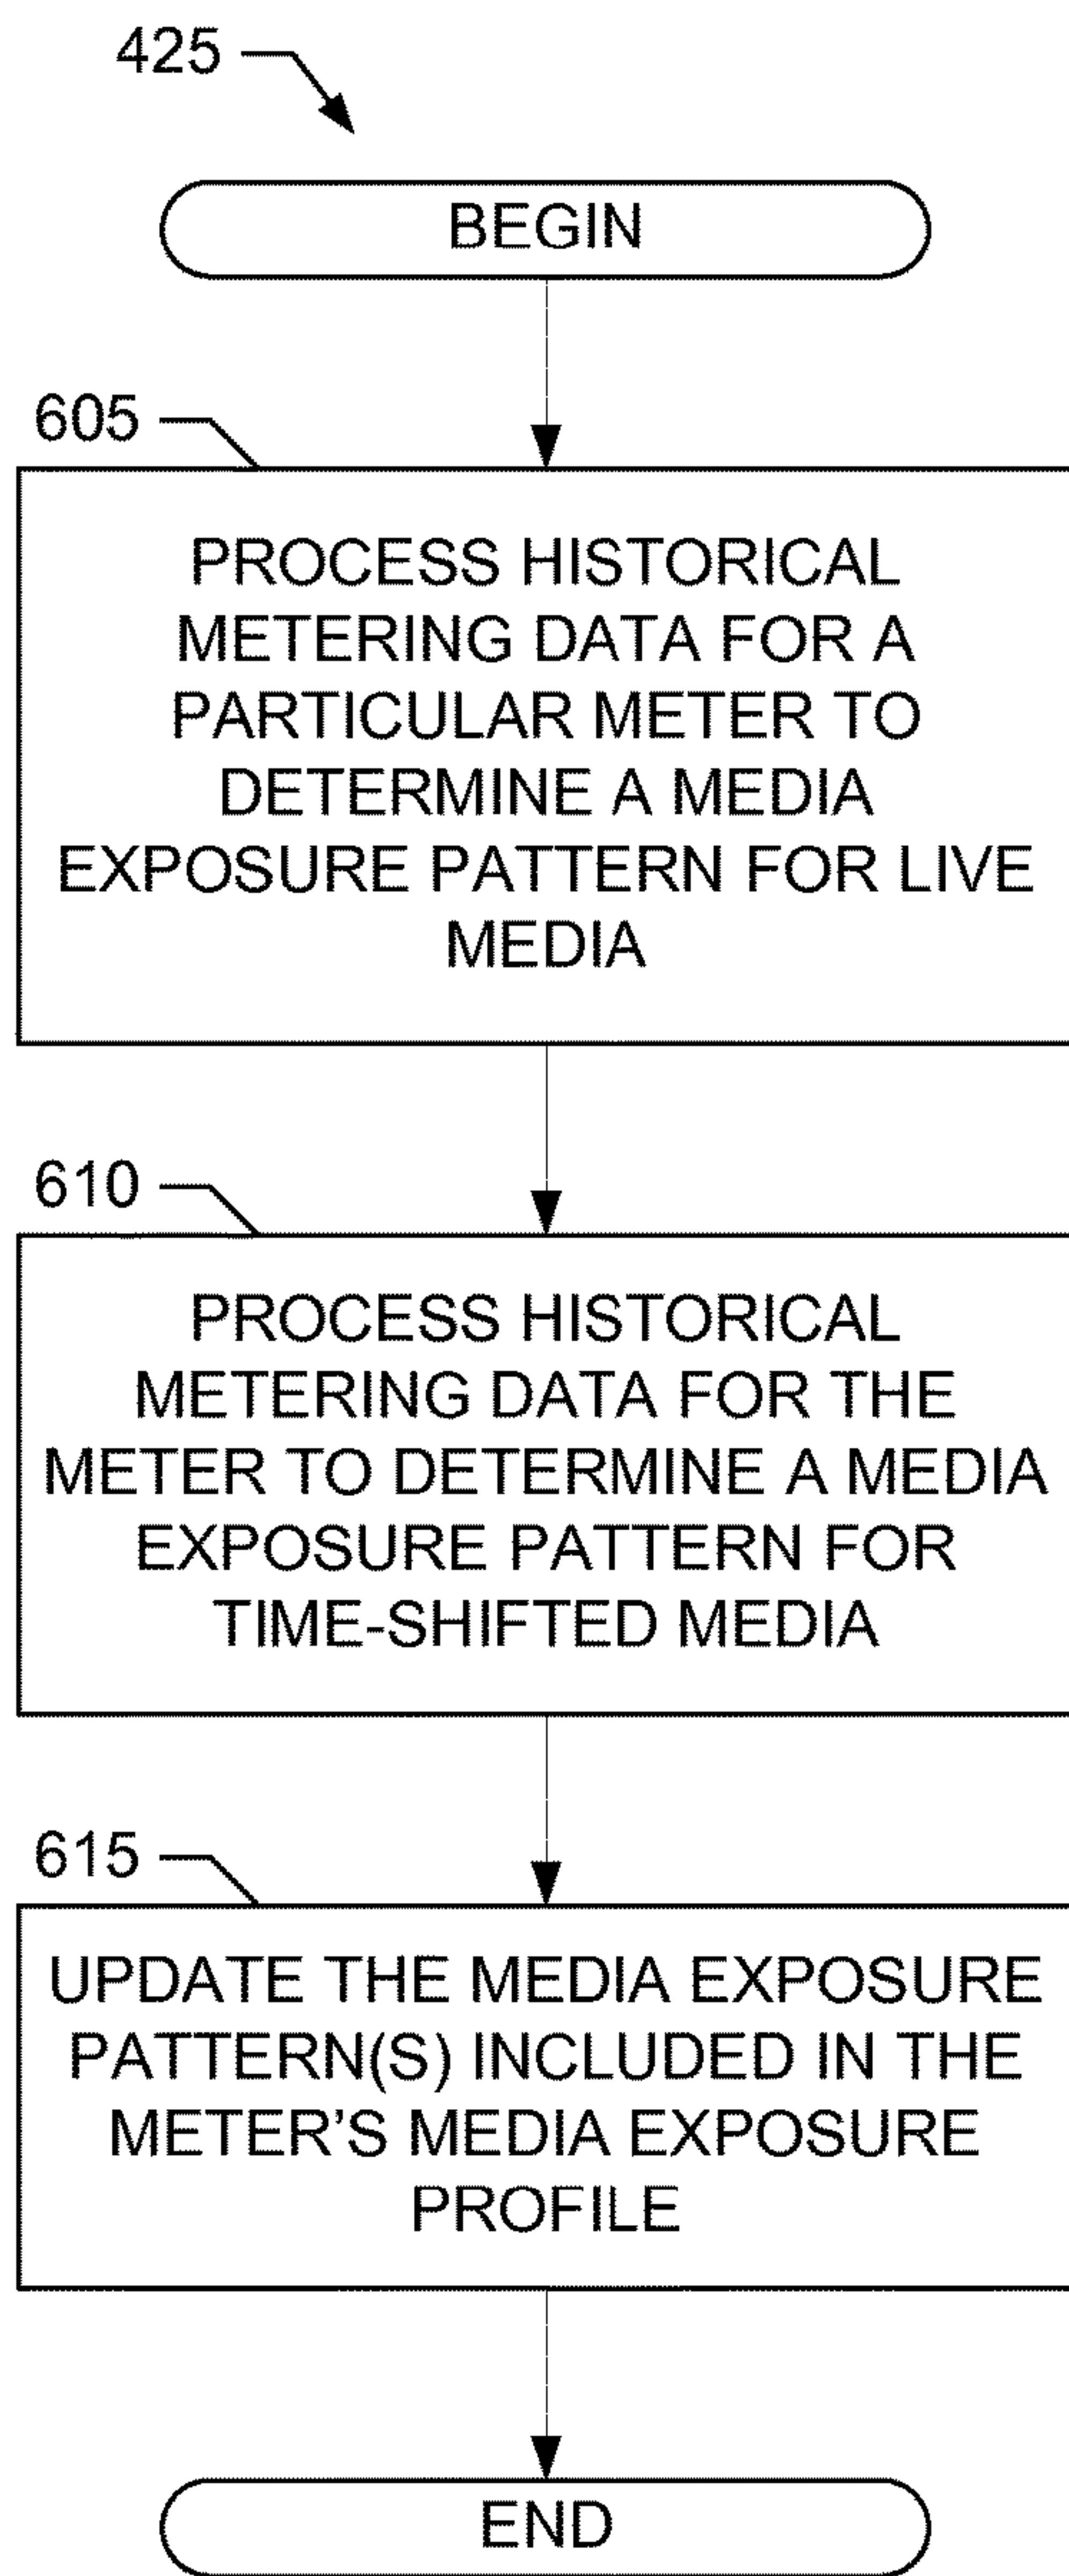 425
BEGIN
605
PROCESS HISTORICAL
METERING DATA FOR A
PARTICULAR METER TO
DETERMINE A MEDIA
EXPOSURE PATTERN FOR LIVE
MEDIA
610
PROCESS HISTORICAL
METERING DATA FOR THE
METER TO DETERMINE A MEDIA
EXPOSURE PATTERN FOR
TIME-SHIFTED MEDIA
615
UPDATE THE MEDIA EXPOSURE
PATTERN(S) INCLUDED IN THE
METER’S MEDIA EXPOSURE
PROFILE
END